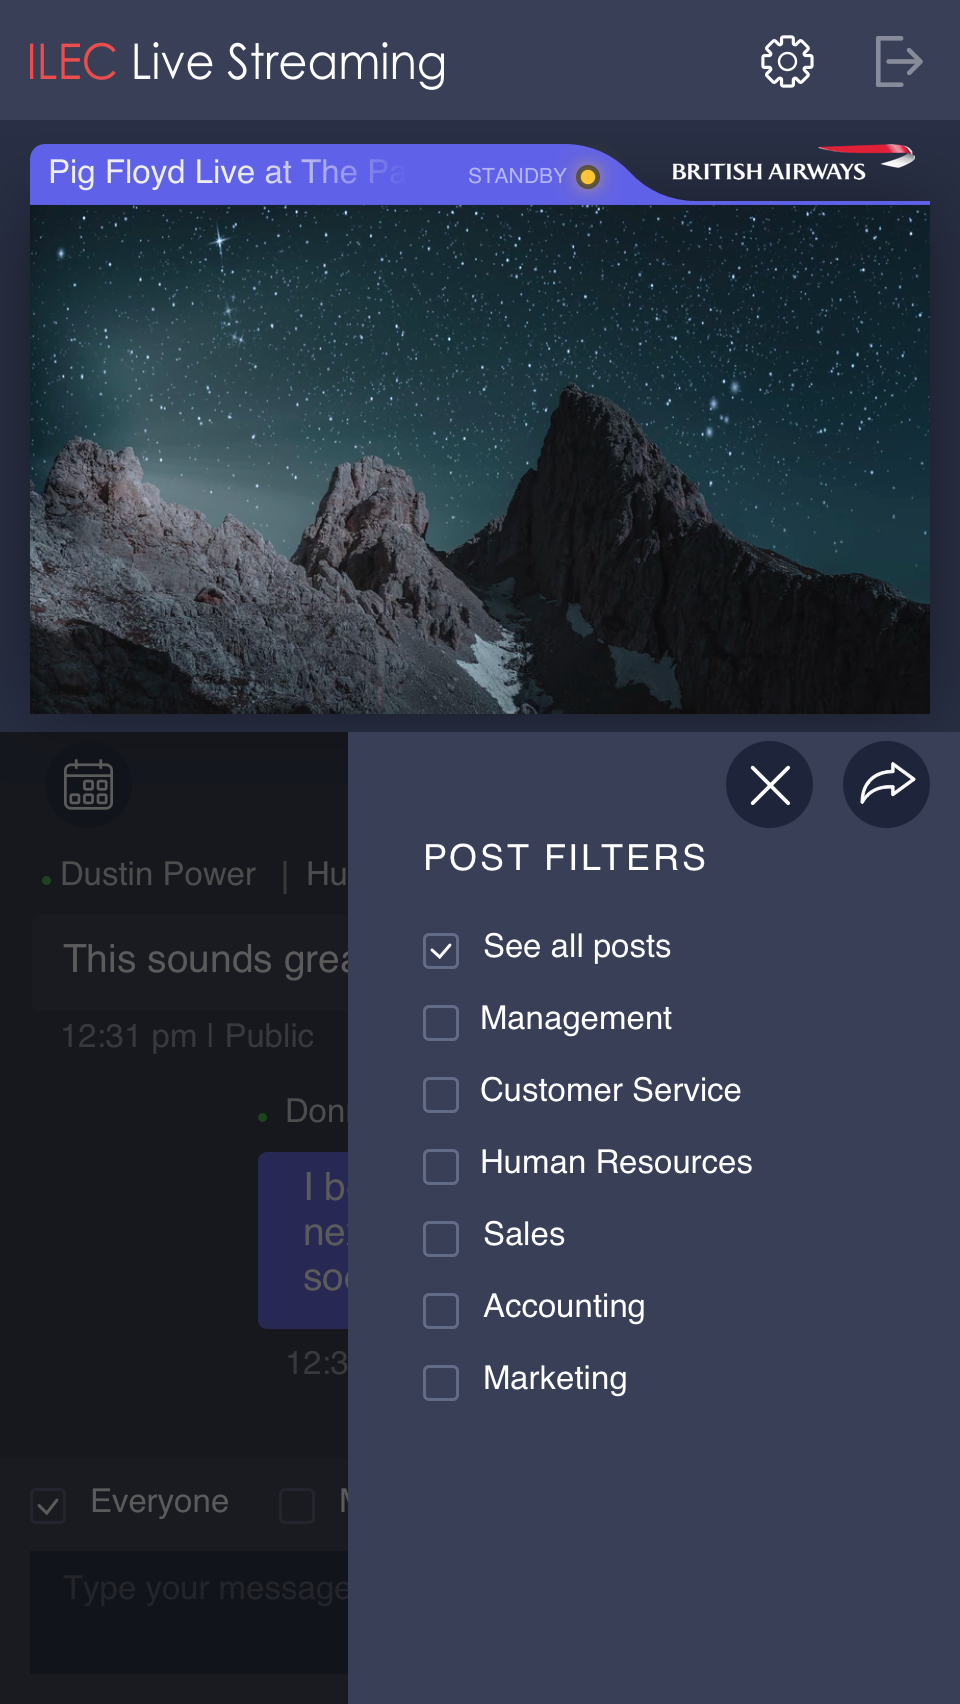 ILEC Live Streaming
Pig Floyd Live at The Pa
STANDBY
BRITISH AIRWAYS
Dustin Power | Hu
This sounds grea
12:31 pm | Public
Don
I b
ne
so
12:3
Everyone
Type your message
POST FILTERS
See all posts
Management
Customer Service
Human Resources
Sales
Accounting
Marketing